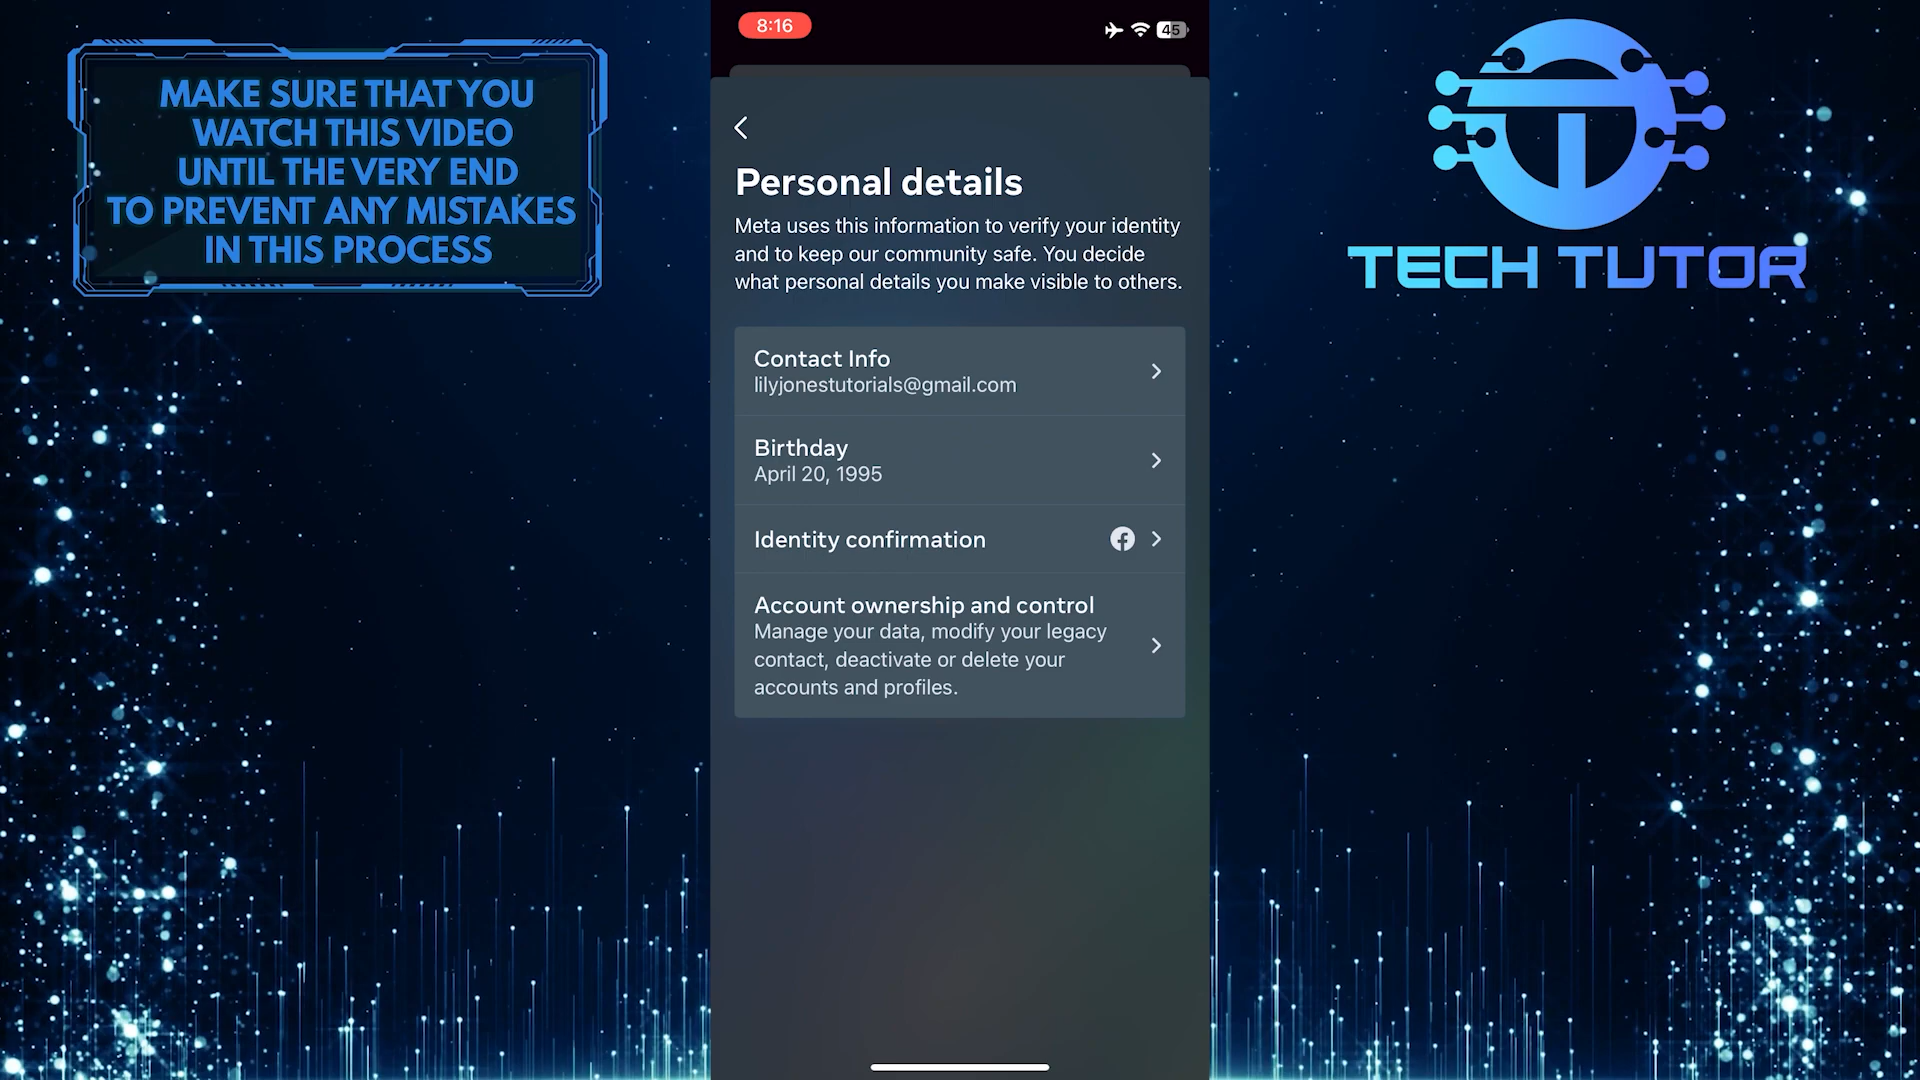 MAKE SURE THAT YOU
WATCH THIS VIDEO
UNTIL THE VERY END
TO PREVENT ANY MISTAKES
IN THIS PROCESS
8:16
45
Personal details
Meta uses this information to verify your identity
and to keep our community safe. You decide
what personal details you make visible to others.
Contact Info
lilyjonestutorials@gmail.com
Birthday
April 20, 1995
Identity confirmation
Account ownership and control
Manage your data, modify your legacy
contact, deactivate or delete your
accounts and profiles.
TECH TUTOR